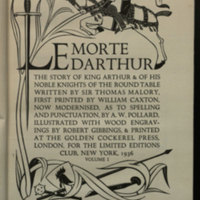 LE MORTE
DARTHUR
THE STORY OF KING ARTHUR & OF HIS
NOBLE KNIGHTS OF THE ROUND TABLE
WRITTEN BY SIR THOMAS MALORY,
FIRST PRINTED BY WILLIAM CAXTON,
NOW MODERNISED, AS TO SPELLING
AND PUNCTUATION, BY A. W. POLLARD,
ILLUSTRATED WITH WOOD ENGRAV-
INGS BY ROBERT GIBBINGS, & PRINTED
AT THE GOLDEN COCKEREL PRESS,
LONDON, FOR THE LIMITED EDITIONS
CLUB, NEW YORK, 1936
VOLUME I